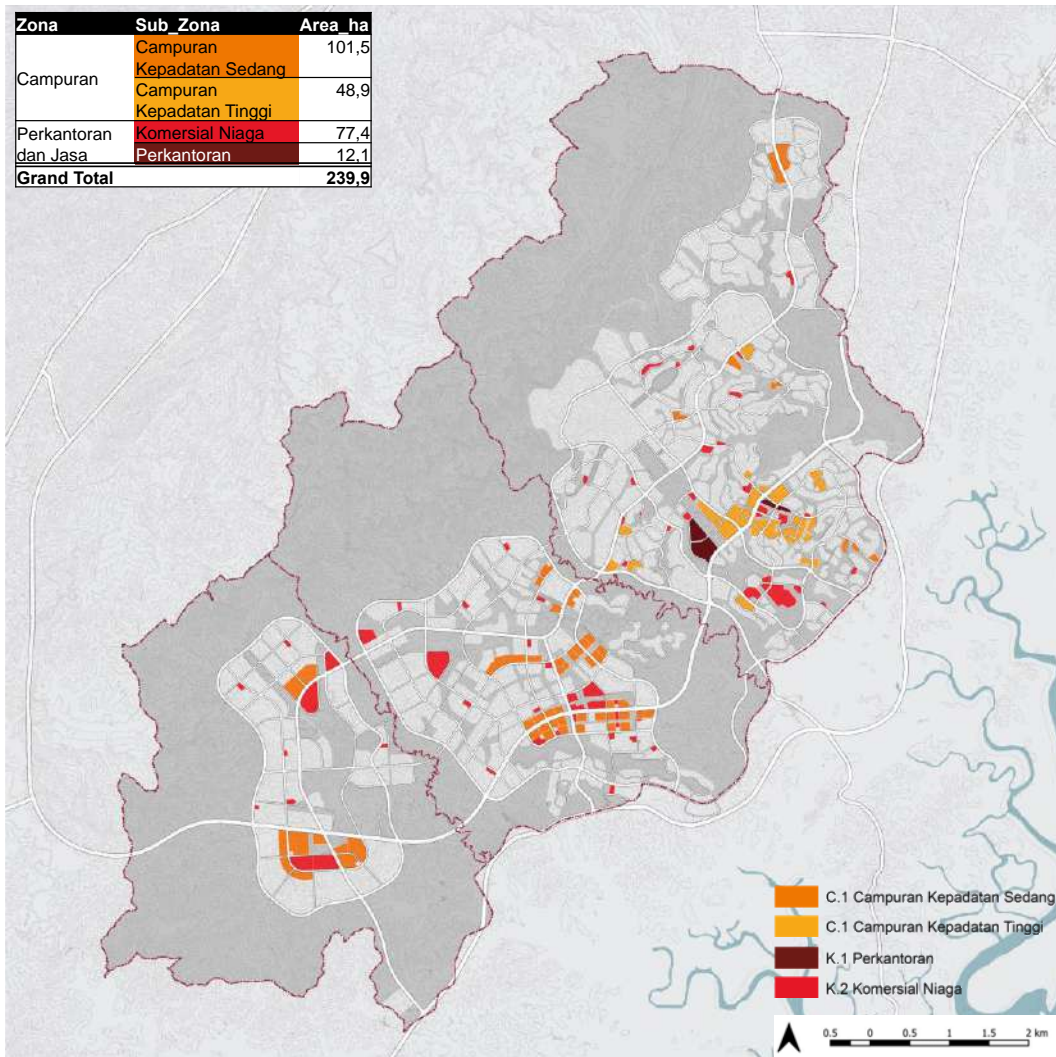 Zona Sub_Zona Area_ha
Campuran
Campuran
Kepadatan Sedang
101,5
Campuran
Kepadatan Tinggi
48,9
Perkantoran
dan Jasa
Komersial Niaga 77,4
Perkantoran 12,1
Grand Total 239,9
C.1 Campuran Kepadatan Sedang
C.1 Campuran Kepadatan Tinggi
K.1 Perkantoran
K.2 Komersial Niaga
0.5 0 0.5 1 1.5 2 km